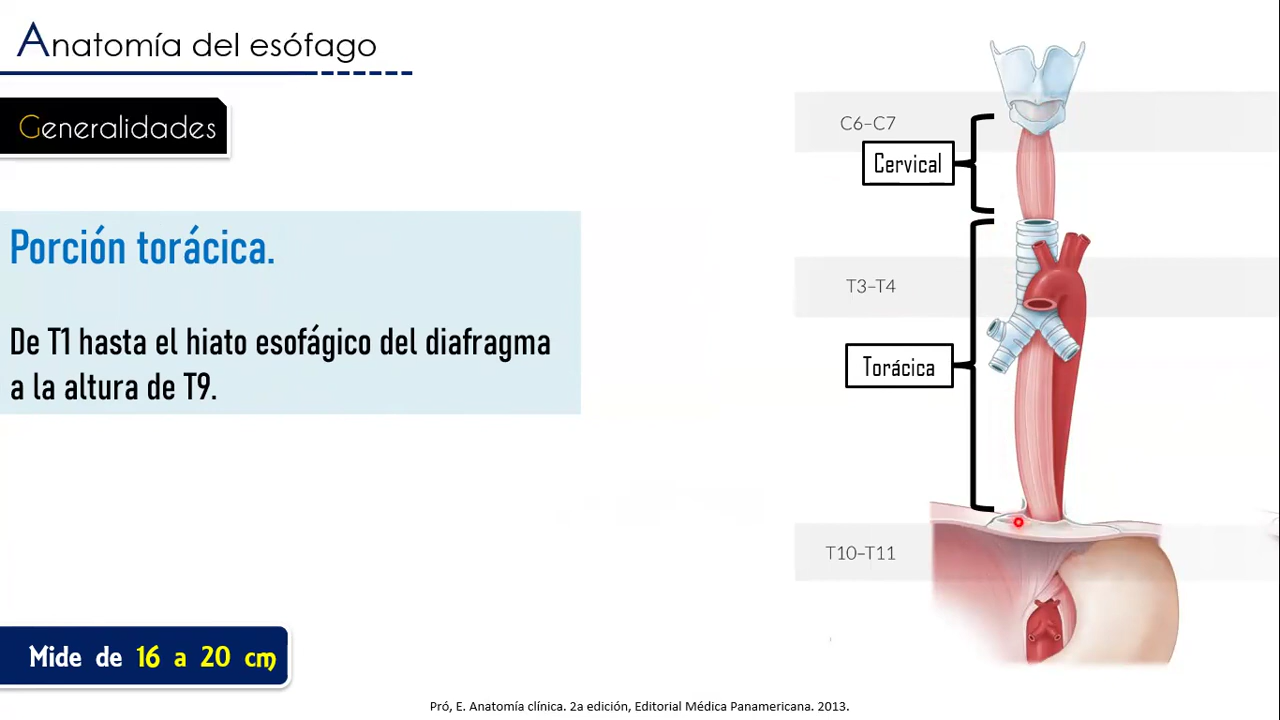 Anatomía del esófago
Generalidades
Porción torácica.
De T1 hasta el hiato esofágico del diafragma
a la altura de T9.
Mide de 16 a 20 cm
C6–C7
Cervical
T3–T4
Torácica
T10–T11
Pró, E. Anatomía clínica. 2a edición, Editorial Médica Panamericana. 2013.